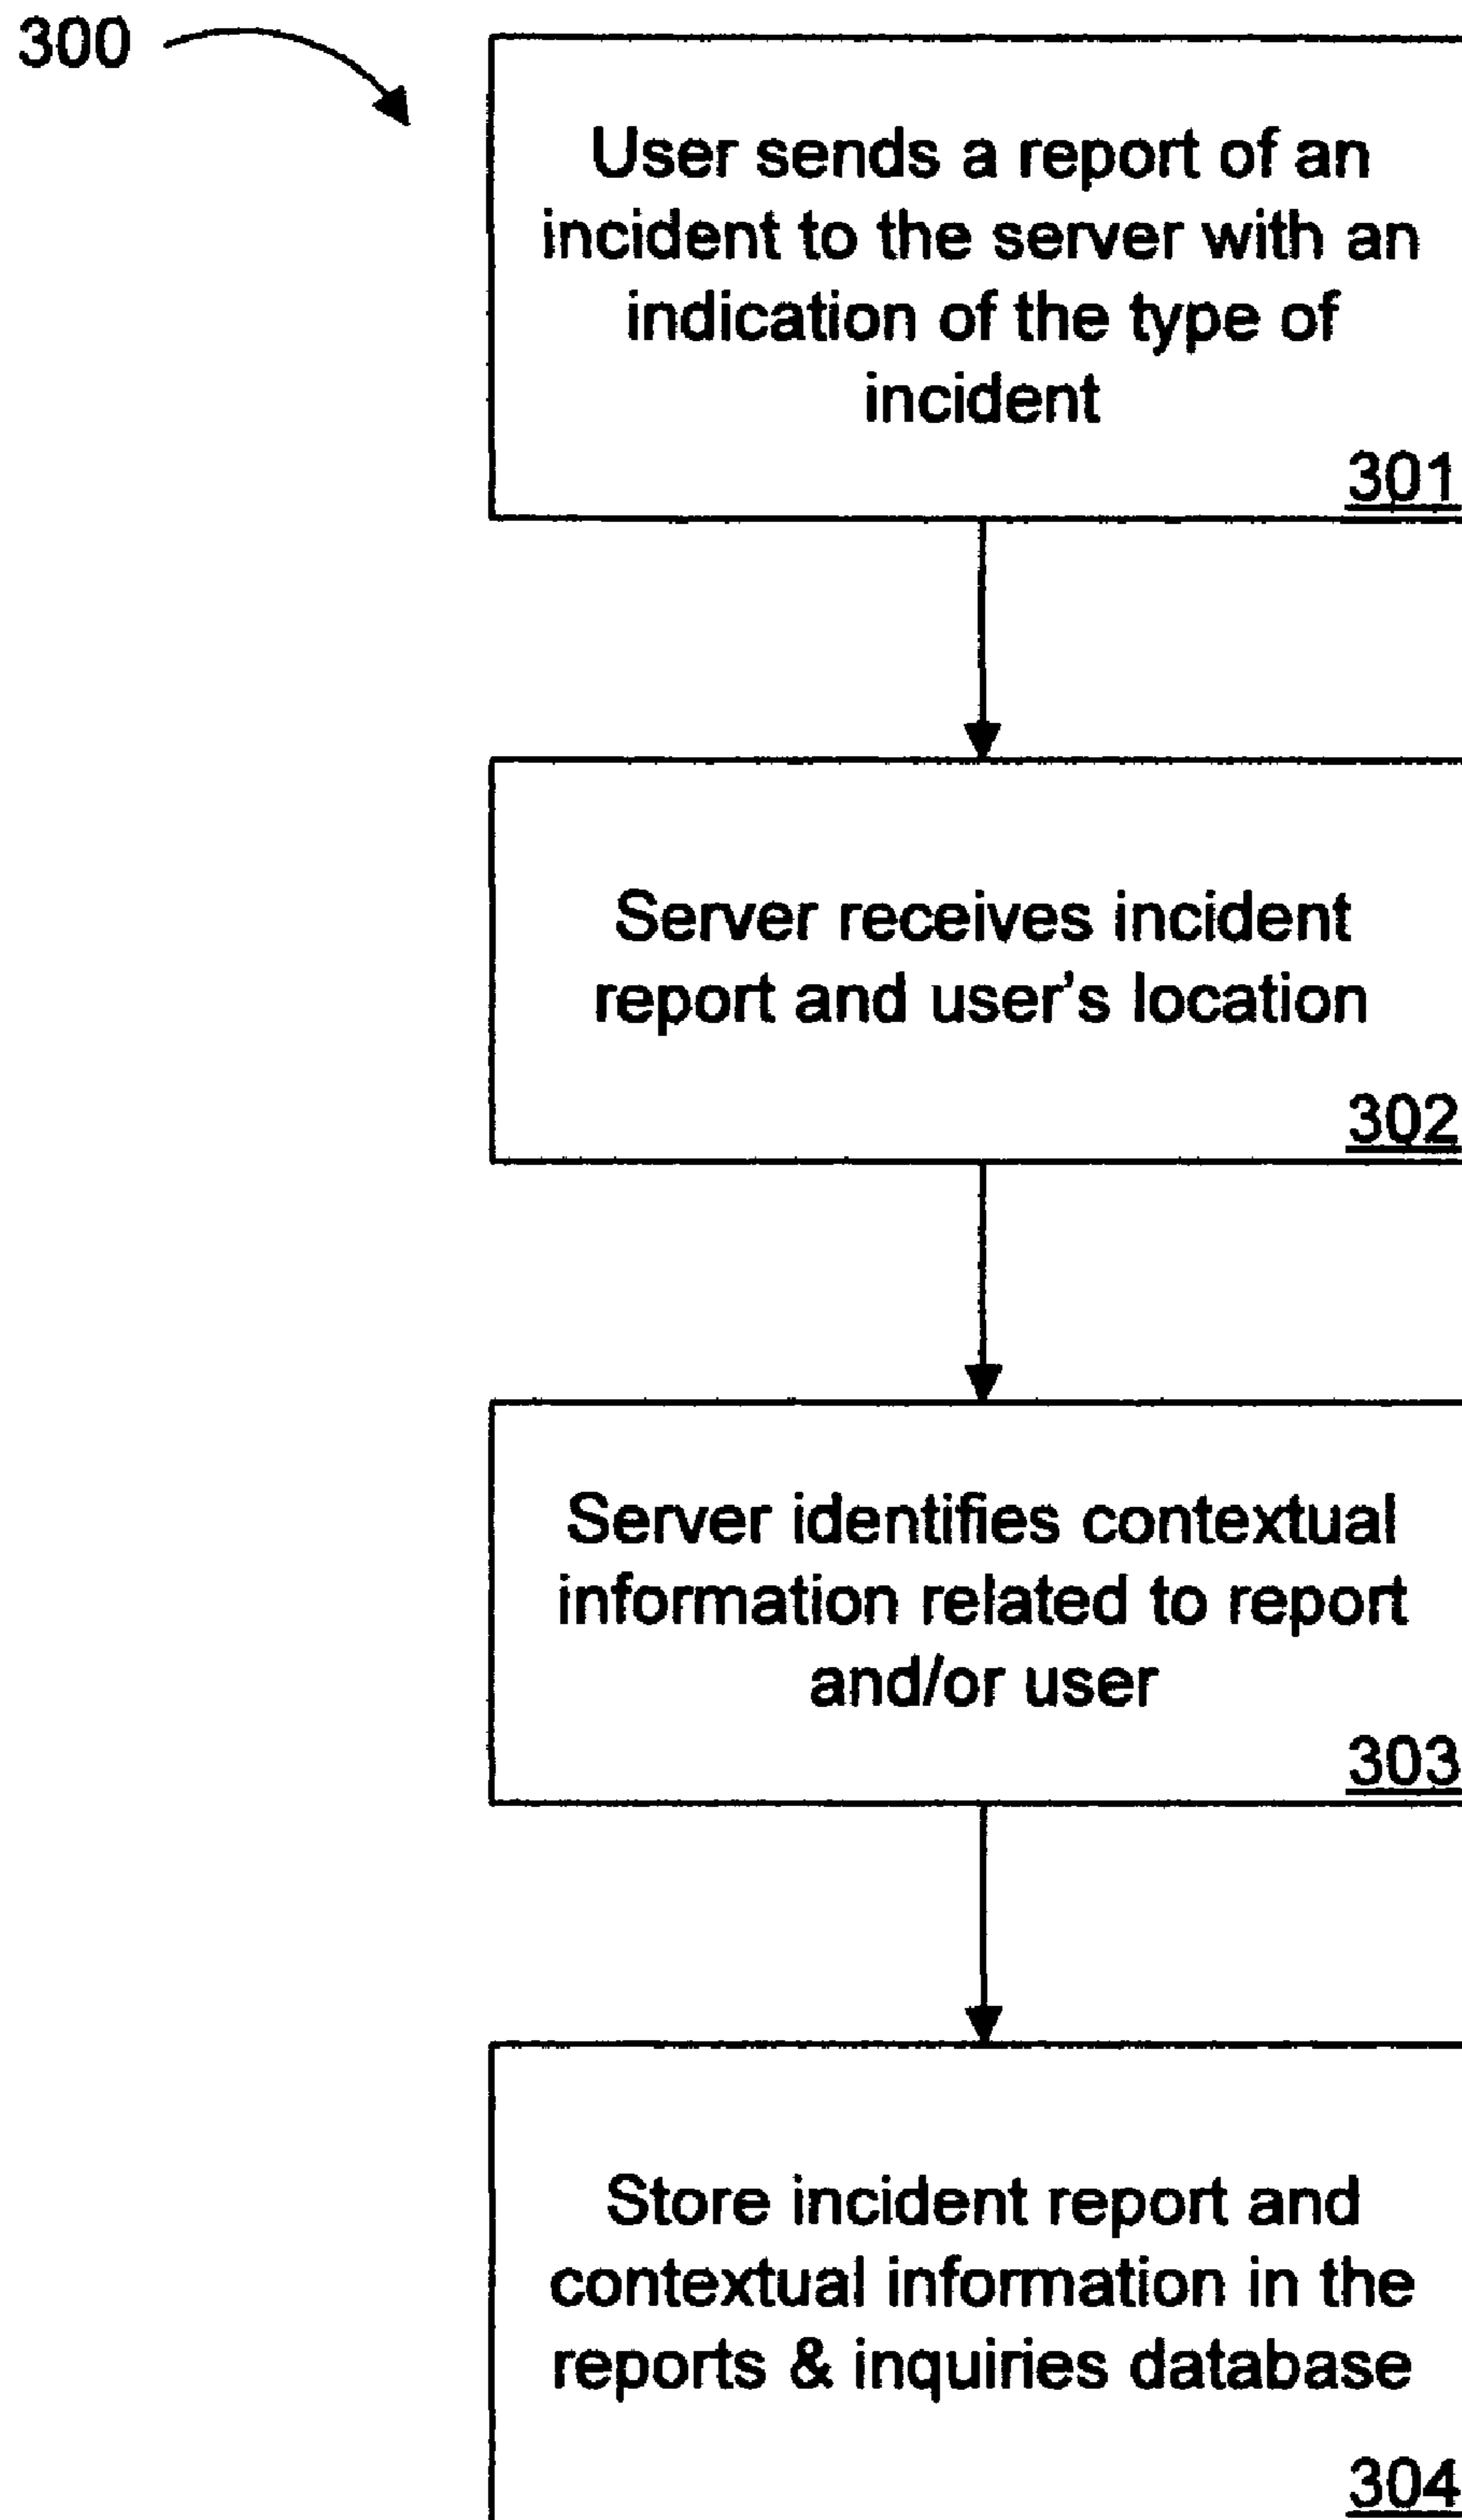 300
User sends a report of an
incident to the server with an
indication of the type of
incident
301
Server receives incident
report and user's location
302
Server identifies contextual
information related to report
and/or user
303
Store incident report and
contextual information in the
reports & inquiries database
304